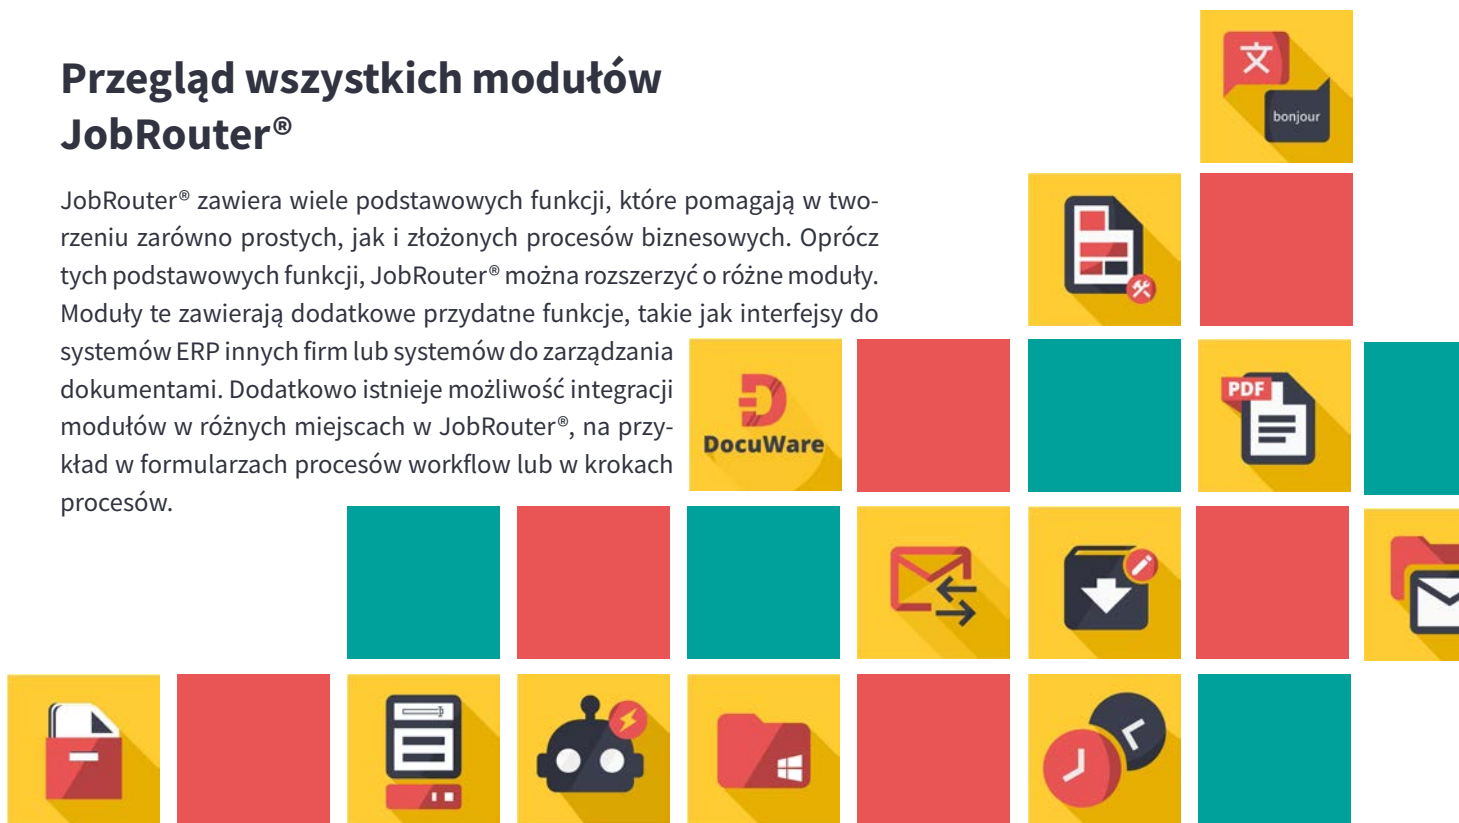 Przegląd wszystkich modułów
JobRouter®
JobRouter® zawiera wiele podstawowych funkcji, które pomagają w two-
rzeniu zarówno prostych, jak i złożonych procesów biznesowych. Oprócz
tych podstawowych funkcji, JobRouter® można rozszerzyć o różne moduły.
Moduły te zawierają dodatkowe przydatne funkcje, takie jak interfejsy do
systemów ERP innych firm lub systemów do zarządzania
dokumentami. Dodatkowo istnieje możliwość integracji
modułów w różnych miejscach w JobRouter®, na przy-
kład w formularzach procesów workflow lub w krokach
procesów.
文
bonjour
DocuWare
PDF